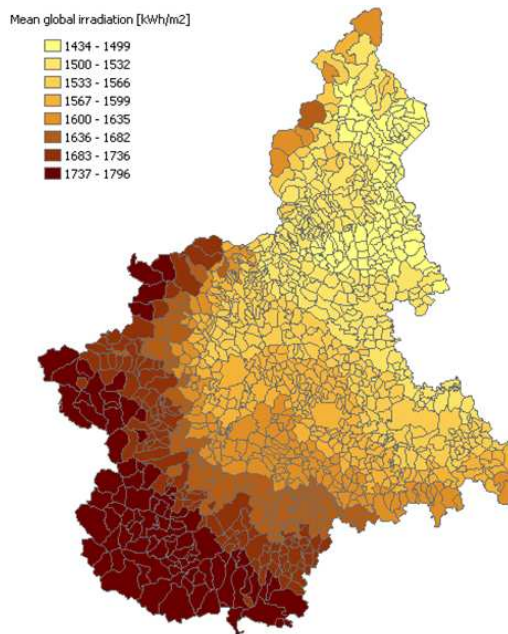 Mean global irradiation [kWh/m2]
1434 - 1499
1500 - 1532
1533 - 1566
1567 - 1599
1600 - 1635
1636 - 1682
1683 - 1736
1737 - 1796